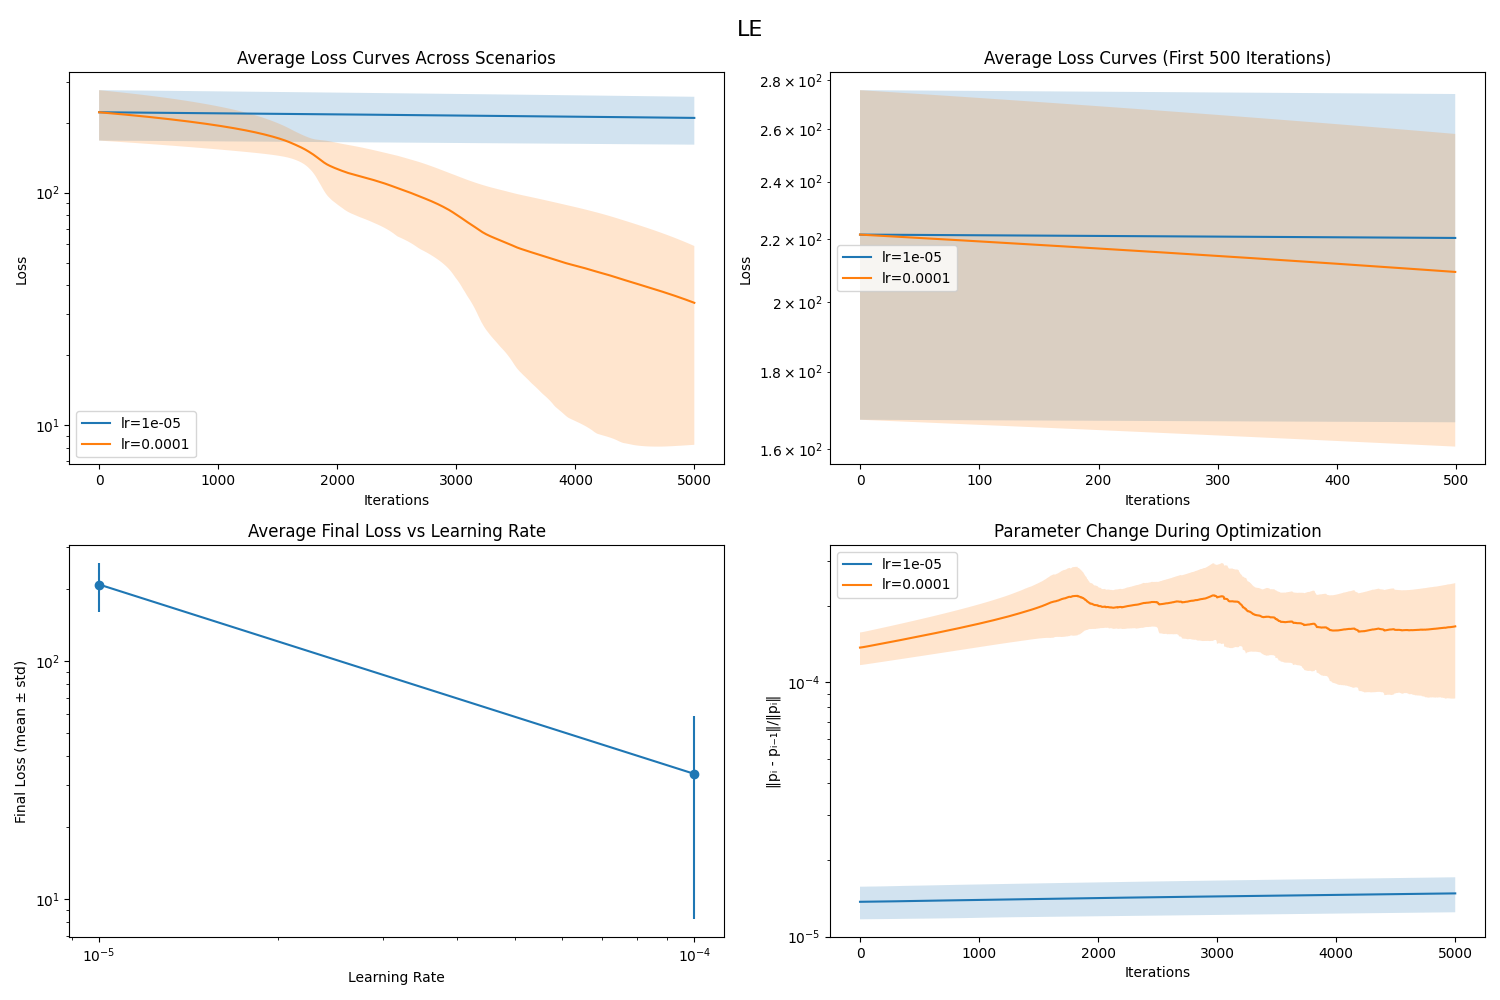 LE
Average Loss Curves Across Scenarios
Loss
10²
10¹
lr=1e-05
lr=0.0001
0 1000 2000 3000 4000 5000
Iterations
Average Loss Curves (First 500 Iterations)
Loss
2.8 × 10²
2.6 × 10²
2.4 × 10²
2.2 × 10²
2 × 10²
1.8 × 10²
1.6 × 10²
lr=1e-05
lr=0.0001
0 100 200 300 400 500
Iterations
Average Final Loss vs Learning Rate
Final Loss (mean ± std)
10²
10¹
10⁻⁵ 10⁻⁴
Learning Rate
Parameter Change During Optimization
‖pᵢ - pᵢ₋₁‖/‖pᵢ‖
lr=1e-05
lr=0.0001
10⁻⁴
10⁻⁵
0 1000 2000 3000 4000 5000
Iterations